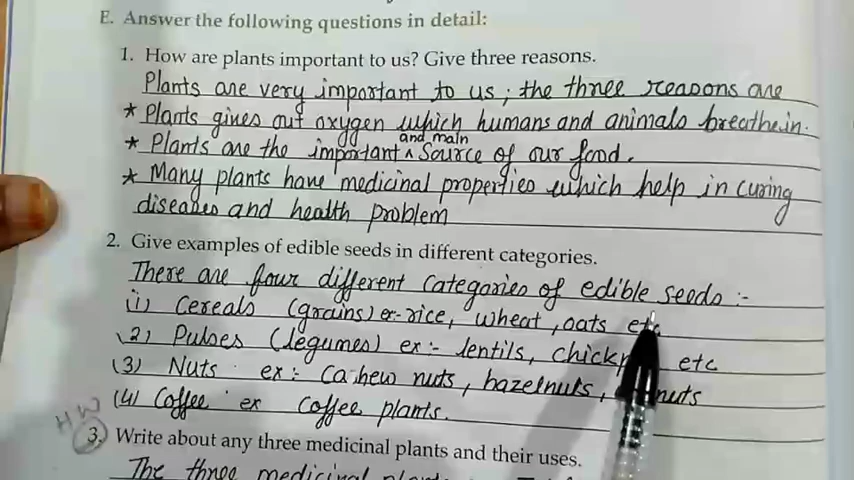 E. Answer the following questions in detail:
1. How are plants important to us? Give three reasons.
Plants are very important to us; the three reasons are
* Plants gives out oxygen which humans and animals breathe in.
* Plants are the important ^ and main Source of our food.
* Many plants have medicinal properties which help in curing
diseases and health problem
2. Give examples of edible seeds in different categories.
There are four different categories of edible seeds :-
(i) Cereals (grains) ex- rice, wheat, oats etc
(2) Pulses (legumes) ex:- lentils, etc
(3) Nuts ex:- Cashew nuts, hazelnuts,
(4) Coffee ex Coffee plants.
HW
3. Write about any three medicinal plants and their uses.
The three medicinal